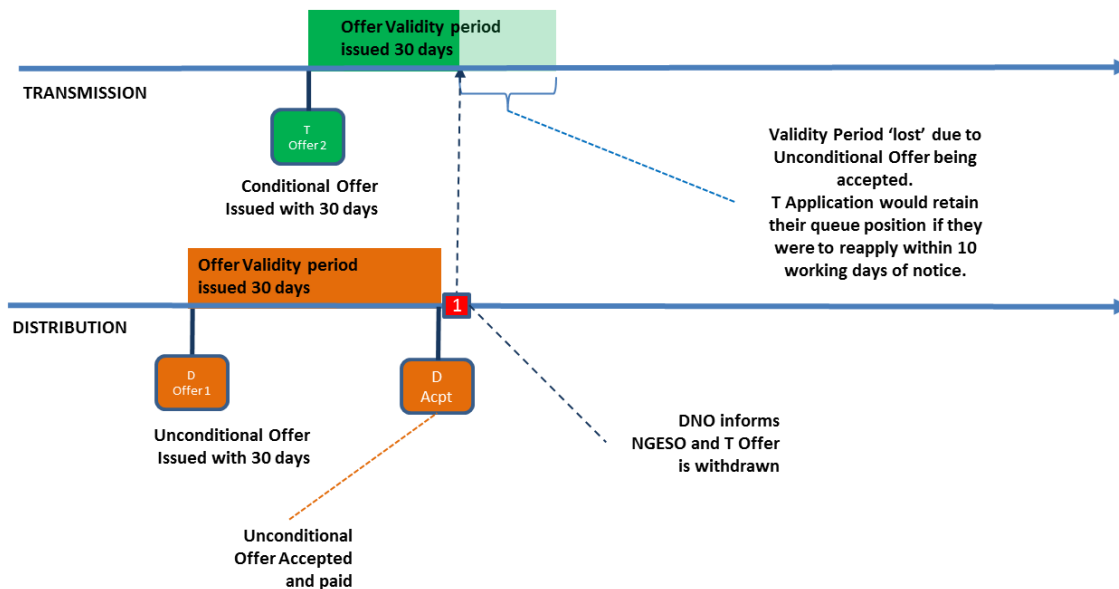 Offer Validity period
issued 30 days
TRANSMISSION
T
Offer 2
Conditional Offer
Issued with 30 days
Validity Period ‘lost’ due to
Unconditional Offer being
accepted.
T Application would retain
their queue position if they
were to reapply within 10
working days of notice.
Offer Validity period
issued 30 days
1
DISTRIBUTION
D
Offer 1
D
Acpt
Unconditional Offer
Issued with 30 days
DNO informs
NGESO and T Offer
is withdrawn
Unconditional
Offer Accepted
and paid